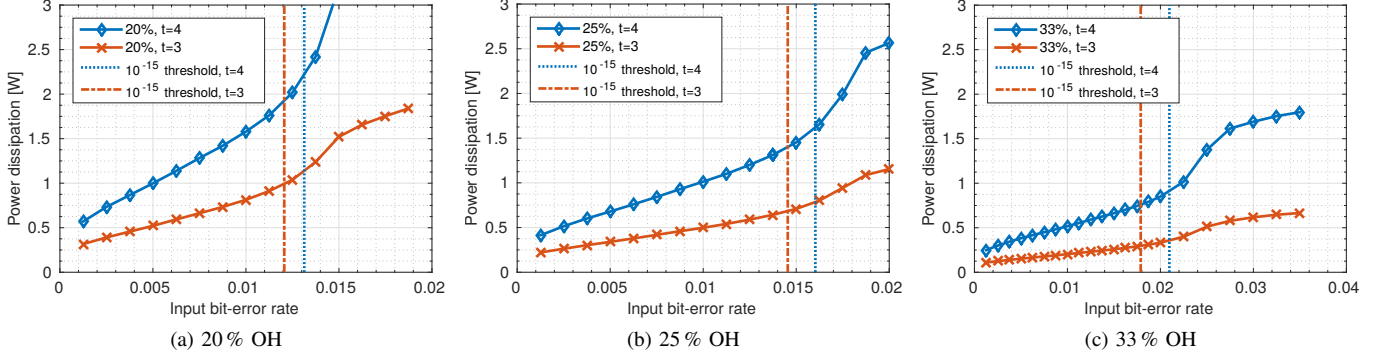 Power dissipation [W]
3
2.5
2
1.5
1
0.5
0
20%, t=4
20%, t=3
10-15 threshold, t=4
10-15 threshold, t=3
0 0.005 0.01 0.015 0.02
Input bit-error rate
(a) 20 % OH
Power dissipation [W]
3
2.5
2
1.5
1
0.5
0
25%, t=4
25%, t=3
10-15 threshold, t=4
10-15 threshold, t=3
0 0.005 0.01 0.015 0.02
Input bit-error rate
(b) 25 % OH
Power dissipation [W]
3
2.5
2
1.5
1
0.5
0
33%, t=4
33%, t=3
10-15 threshold, t=4
10-15 threshold, t=3
0 0.01 0.02 0.03 0.04
Input bit-error rate
(c) 33 % OH